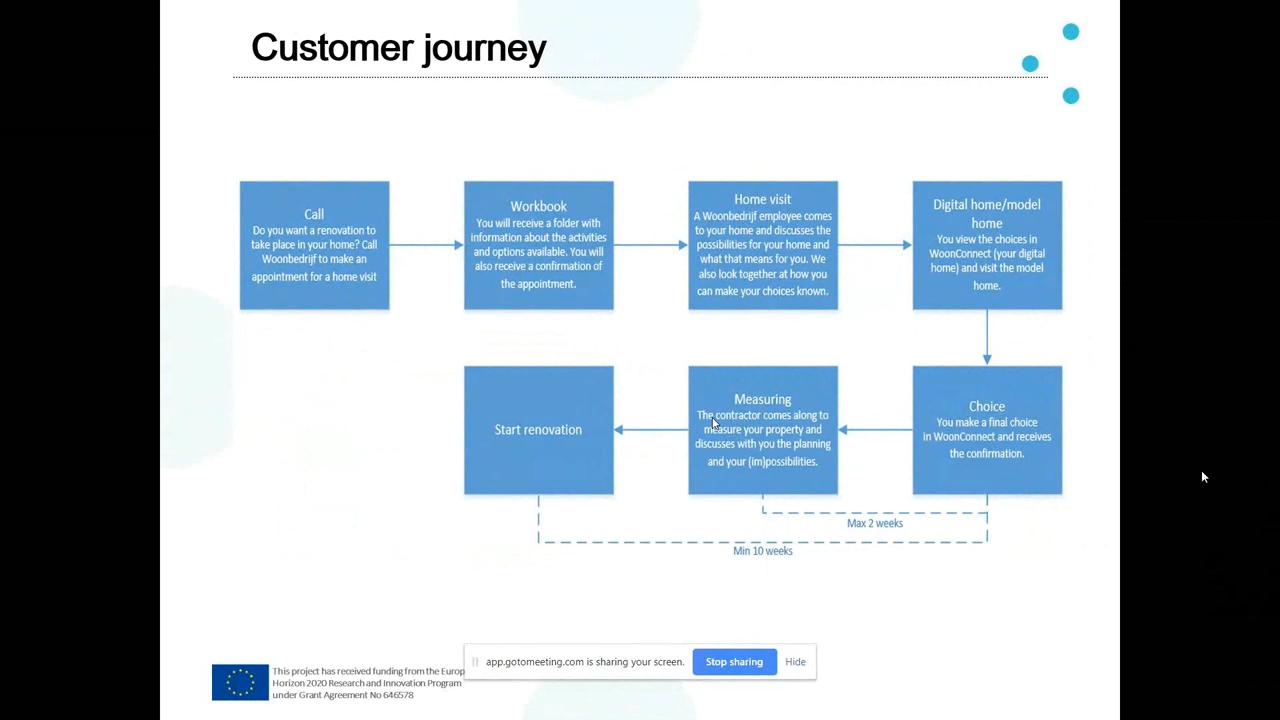 Customer journey
Call
Do you want a renovation to
take place in your home? Call
Woonbedrijf to make an
appointment for a home visit
Workbook
You will receive a folder with
information about the activities
and options available. You will
also receive a confirmation of
the appointment.
Home visit
A Woonbedrijf employee comes
to your home and discusses the
possibilities for your home and
what that means for you. We
also look together at how you
can make your choices known.
Digital home/model
home
You view the choices in
WoonConnect (your digital
home) and visit the model
home.
Choice
You make a final choice
in WoonConnect and receives
the confirmation.
Measuring
The contractor comes along to
measure your property and
discusses with you the planning
and your (im)possibilities.
Start renovation
Max 2 weeks
Min 10 weeks
This project has received funding from the Europ
Horizon 2020 Research and Innovation Program
under Grant Agreement No 646578
app.gotomeeting.com is sharing your screen.
Stop sharing
Hide